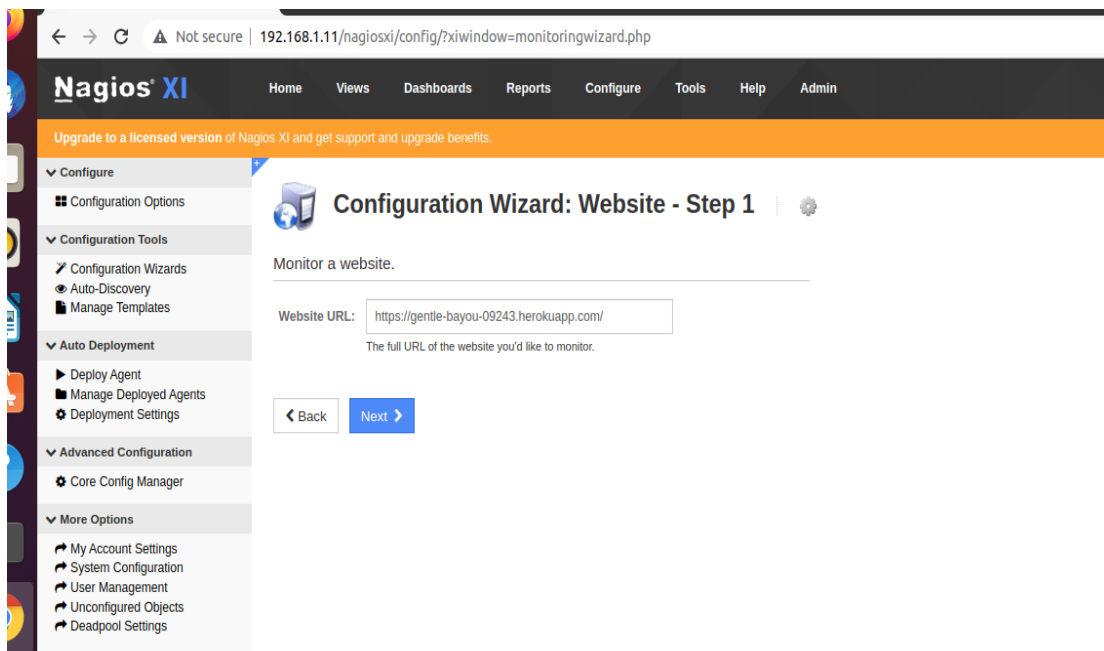 Not secure | 192.168.1.11/nagiosxi/config/?xiwindow=monitoringwizard.php
Nagios® XI Home Views Dashboards Reports Configure Tools Help Admin
Upgrade to a licensed version of Nagios XI and get support and upgrade benefits.
Configure
Configuration Options
Configuration Tools
Configuration Wizards
Auto-Discovery
Manage Templates
Auto Deployment
Deploy Agent
Manage Deployed Agents
Deployment Settings
Advanced Configuration
Core Config Manager
More Options
My Account Settings
System Configuration
User Management
Unconfigured Objects
Deadpool Settings
Configuration Wizard: Website - Step 1
Monitor a website.
Website URL: https://gentle-bayou-09243.herokuapp.com/
The full URL of the website you'd like to monitor.
Back Next